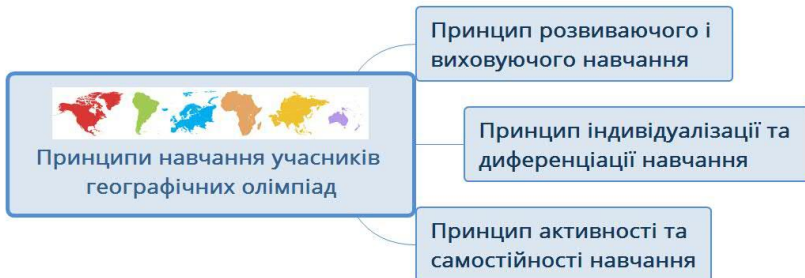 Принципи навчання учасників
географічних олімпіад
Принцип розвиваючого і
виховуючого навчання
Принцип індивідуалізації та
диференціації навчання
Принцип активності та
самостійності навчання